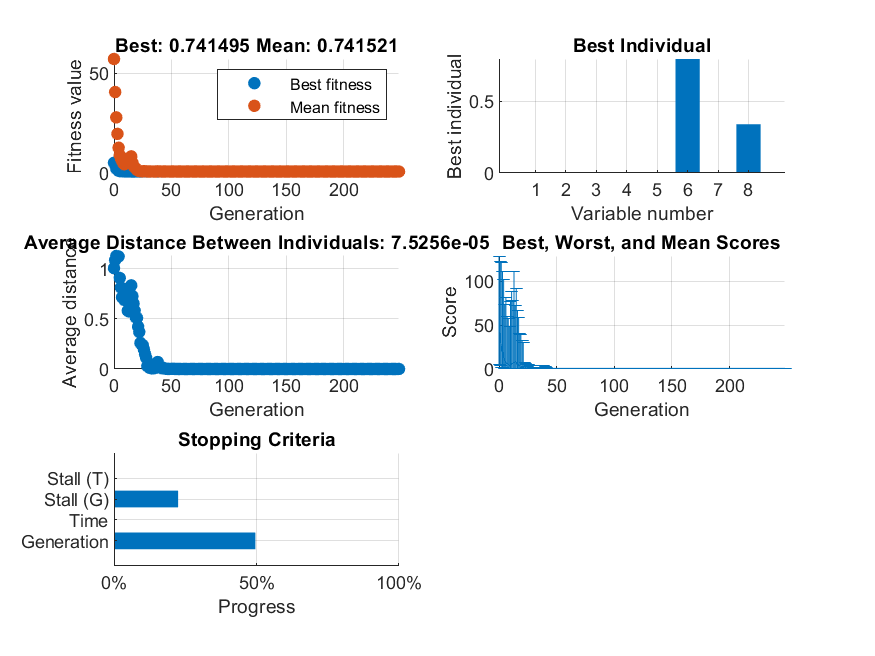 Best: 0.741495 Mean: 0.741521
Fitness value
50
0
Best fitness
Mean fitness
0 50 100 150 200
Generation
Best Individual
Best individual
0.5
0
1 2 3 4 5 6 7 8
Variable number
Average Distance Between Individuals: 7.5256e-05
Average distance
1
0.5
0
0 50 100 150 200
Generation
Best, Worst, and Mean Scores
Score
100
50
0
0 50 100 150 200
Generation
Stopping Criteria
Stall (T)
Stall (G)
Time
Generation
0% 50% 100%
Progress